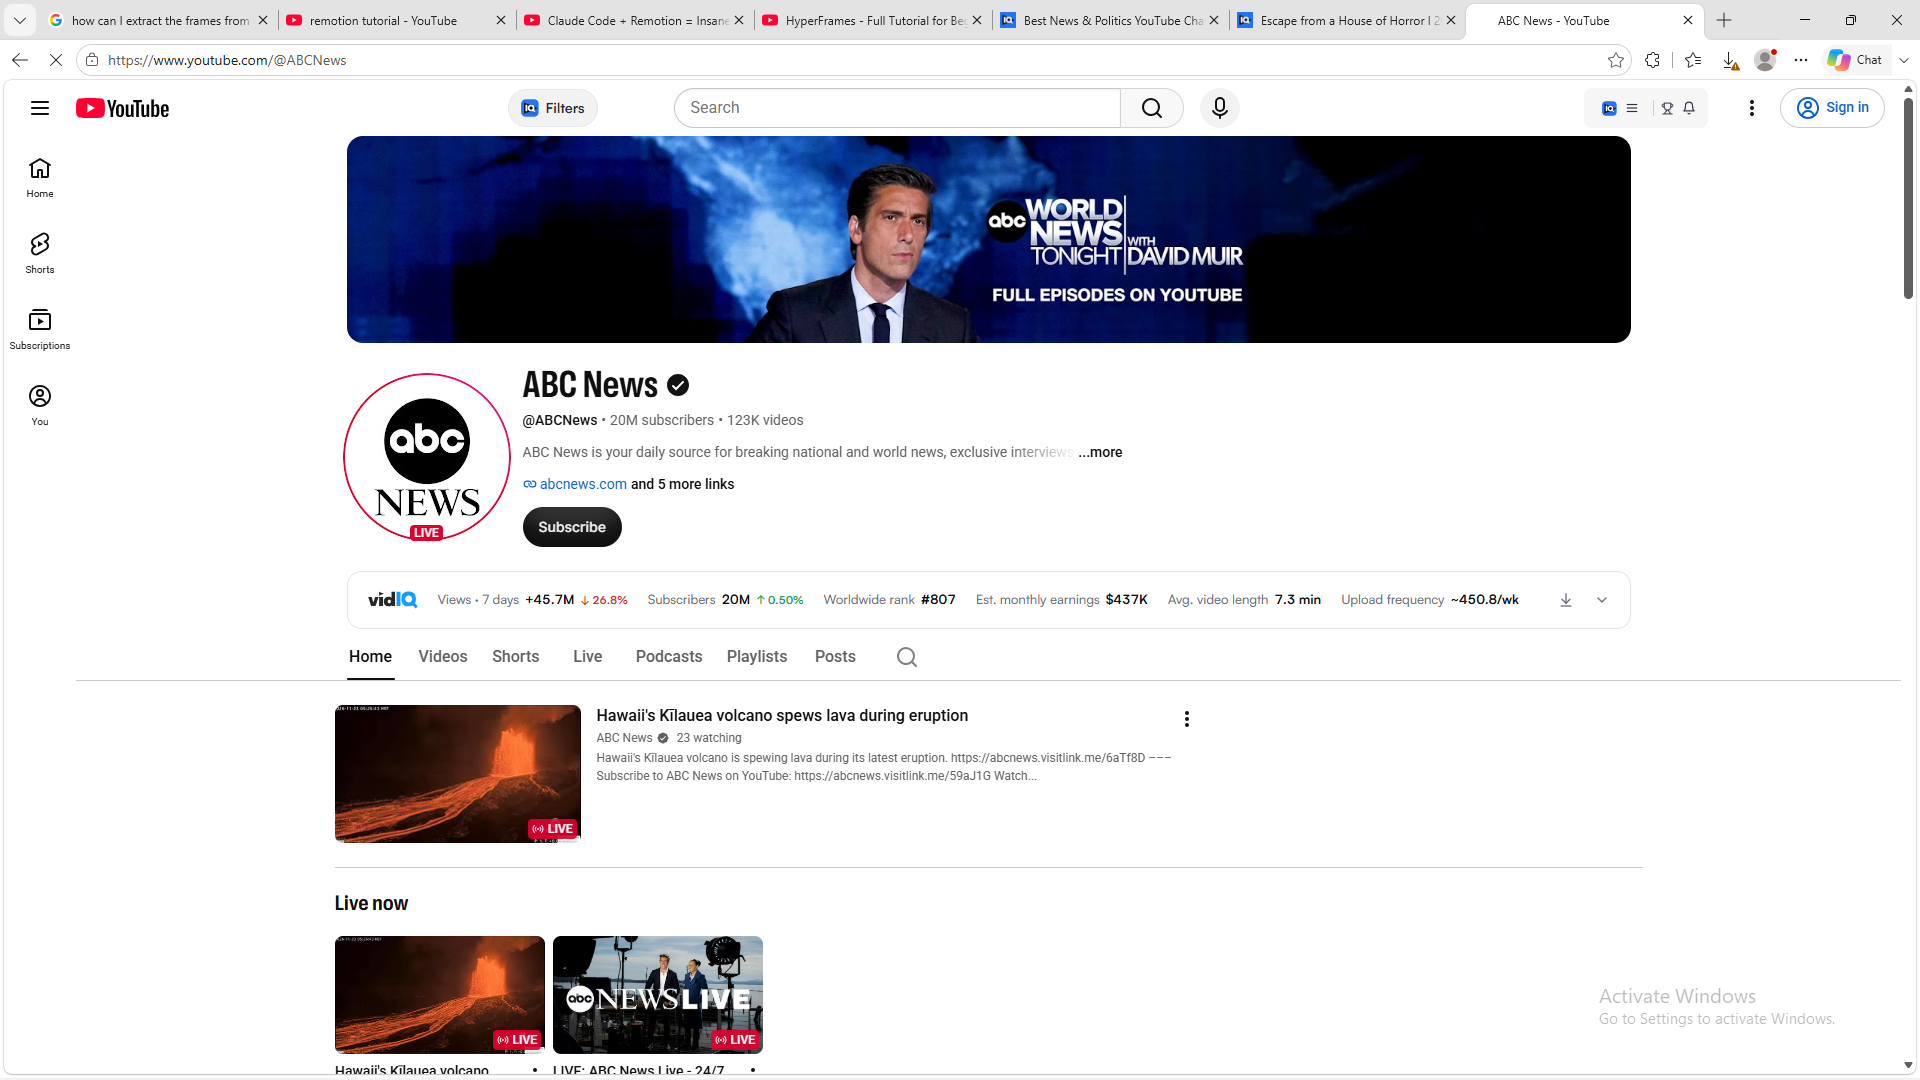 how can I extract the frames from
remotion tutorial - YouTube
Claude Code + Remotion = Insane
HyperFrames - Full Tutorial for Be
Best News & Politics YouTube Cha
Escape from a House of Horror l 2
ABC News - YouTube
https://www.youtube.com/@ABCNews
Chat
YouTube
IQ Filters
Search
IQ
Sign in
Home
Shorts
Subscriptions
You
abc WORLD NEWS TONIGHT WITH DAVID MUIR
FULL EPISODES ON YOUTUBE
abc NEWS
LIVE
ABC News
@ABCNews • 20M subscribers • 123K videos
ABC News is your daily source for breaking national and world news, exclusive interviews ...more
abcnews.com and 5 more links
Subscribe
vidIQ Views • 7 days +45.7M ↓ 26.8% Subscribers 20M ↑ 0.50% Worldwide rank #807 Est. monthly earnings $437K Avg. video length 7.3 min Upload frequency ~450.8/wk
Home Videos Shorts Live Podcasts Playlists Posts
Hawaii's Kīlauea volcano spews lava during eruption
ABC News 23 watching
Hawaii's Kīlauea volcano is spewing lava during its latest eruption. https://abcnews.visitlink.me/6aTf8D ---
Subscribe to ABC News on YouTube: https://abcnews.visitlink.me/59aJ1G Watch...
LIVE
Live now
LIVE
abc NEWS LIVE
LIVE
Hawaii's Kīlauea volcano
LIVE: ABC News Live - 24/7
Activate Windows
Go to Settings to activate Windows.